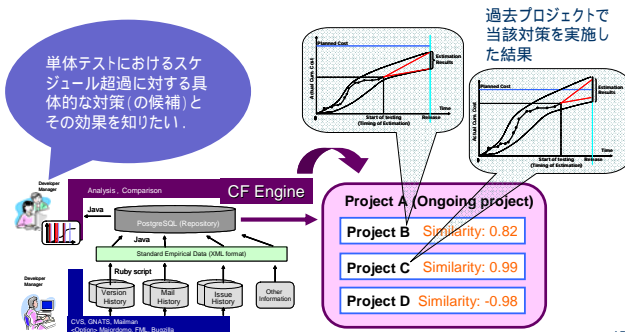 単体テストにおけるスケ
ジュール超過に対する具
体的な対策(の候補)と
その効果を知りたい.
過去プロジェクトで
当該対策を実施し
た結果
Planned Cost
Estimation
Results
Actual Cum. Cost
Time
Start of testing
(Timing of Estimation)
Release
Planned Cost
Estimation
Results
Actual Cum. Cost
Time
Start of testing
(Timing of Estimation)
Release
Developer
Manager
Analysis, Comparison
CF Engine
Java
PostgreSQL (Repository)
Java
Standard Empirical Data (XML format)
Ruby script
Version
History
Mail
History
Issue
History
Other
Information
Developer
Manager
CVS, GNATS, Mailman
<Option> Majordomo, FML, Bugzilla
Project A (Ongoing project)
Project B Similarity: 0.82
Project C Similarity: 0.99
Project D Similarity: -0.98